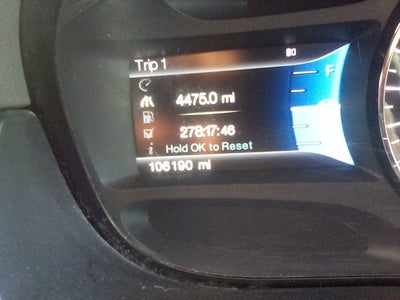 Trip 1
F
4475.0 mi
278:17:46
Hold OK to Reset
106190 mi